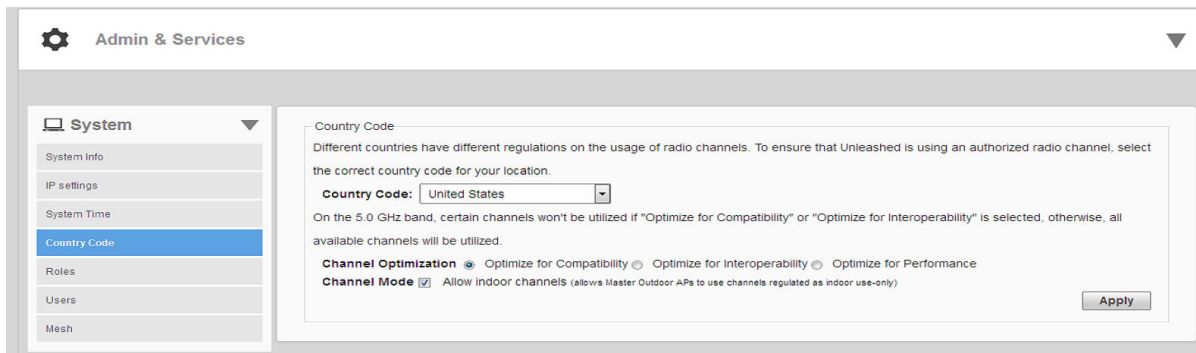 Admin & Services
System
System Info
IP settings
System Time
Country Code
Roles
Users
Mesh
Country Code
Different countries have different regulations on the usage of radio channels. To ensure that Unleashed is using an authorized radio channel, select
the correct country code for your location.
Country Code: United States
On the 5.0 GHz band, certain channels won't be utilized if "Optimize for Compatibility" or "Optimize for Interoperability" is selected, otherwise, all
available channels will be utilized.
Channel Optimization Optimize for Compatibility Optimize for Interoperability Optimize for Performance
Channel Mode Allow indoor channels (allows Master Outdoor APs to use channels regulated as indoor use-only)
Apply